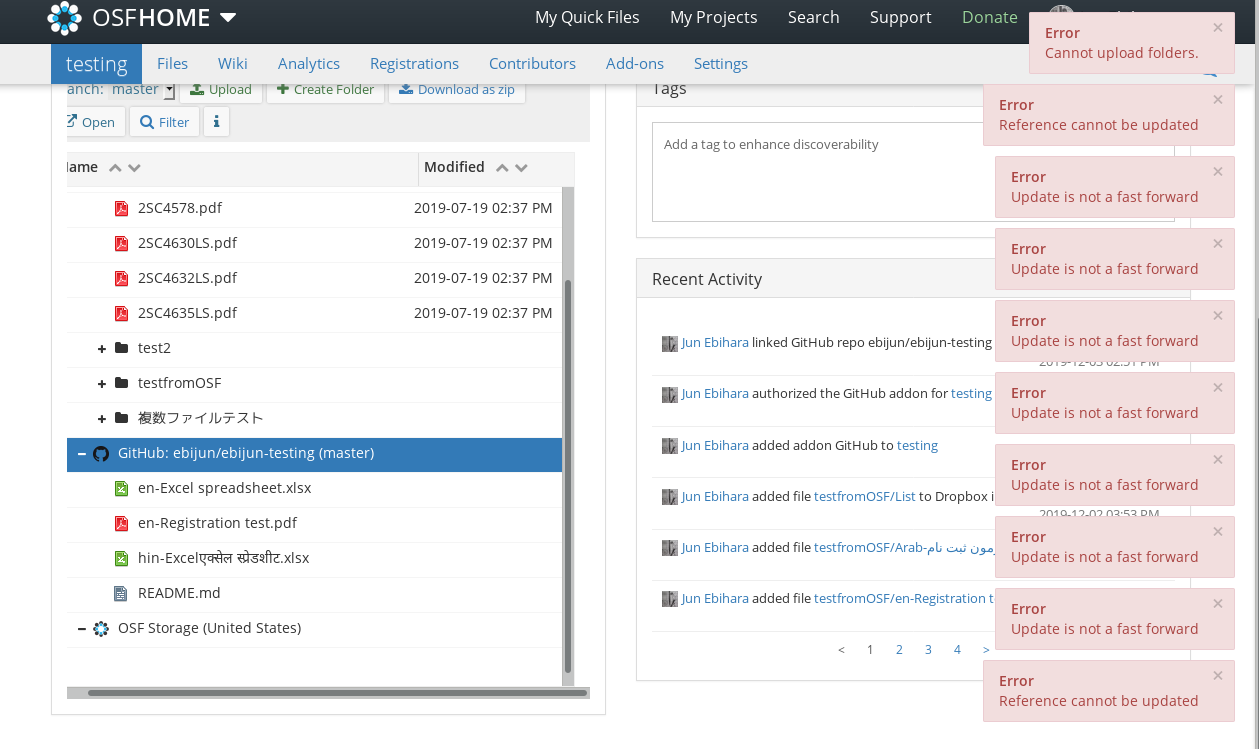 OSFHOME
My Quick Files
My Projects
Search
Support
Donate
testing
Files
Wiki
Analytics
Registrations
Contributors
Add-ons
Settings
master
Upload
Create Folder
Download as zip
Open
Filter
Modified
2SC4578.pdf 2019-07-19 02:37 PM
2SC4630LS.pdf 2019-07-19 02:37 PM
2SC4632LS.pdf 2019-07-19 02:37 PM
2SC4635LS.pdf 2019-07-19 02:37 PM
test2
testfromOSF
複数ファイルテスト
GitHub: ebijun/ebijun-testing (master)
en-Excel spreadsheet.xlsx
en-Registration test.pdf
hin-Excelएक्सेल स्प्रेडशीट.xlsx
README.md
OSF Storage (United States)
Tags
Add a tag to enhance discoverability
Recent Activity
Jun Ebihara linked GitHub repo ebijun/ebijun-testing
Jun Ebihara authorized the GitHub addon for testing
Jun Ebihara added addon GitHub to testing
Jun Ebihara added file testfromOSF/List to Dropbox
2019-12-02 03:53 PM
Jun Ebihara added file testfromOSF/Arab-مون ثبت نام
Jun Ebihara added file testfromOSF/en-Registration
< 1 2 3 4 >
Error
Cannot upload folders.
Error
Reference cannot be updated
Error
Update is not a fast forward
Error
Update is not a fast forward
Error
Update is not a fast forward
Error
Update is not a fast forward
Error
Update is not a fast forward
Error
Update is not a fast forward
Error
Update is not a fast forward
Error
Reference cannot be updated